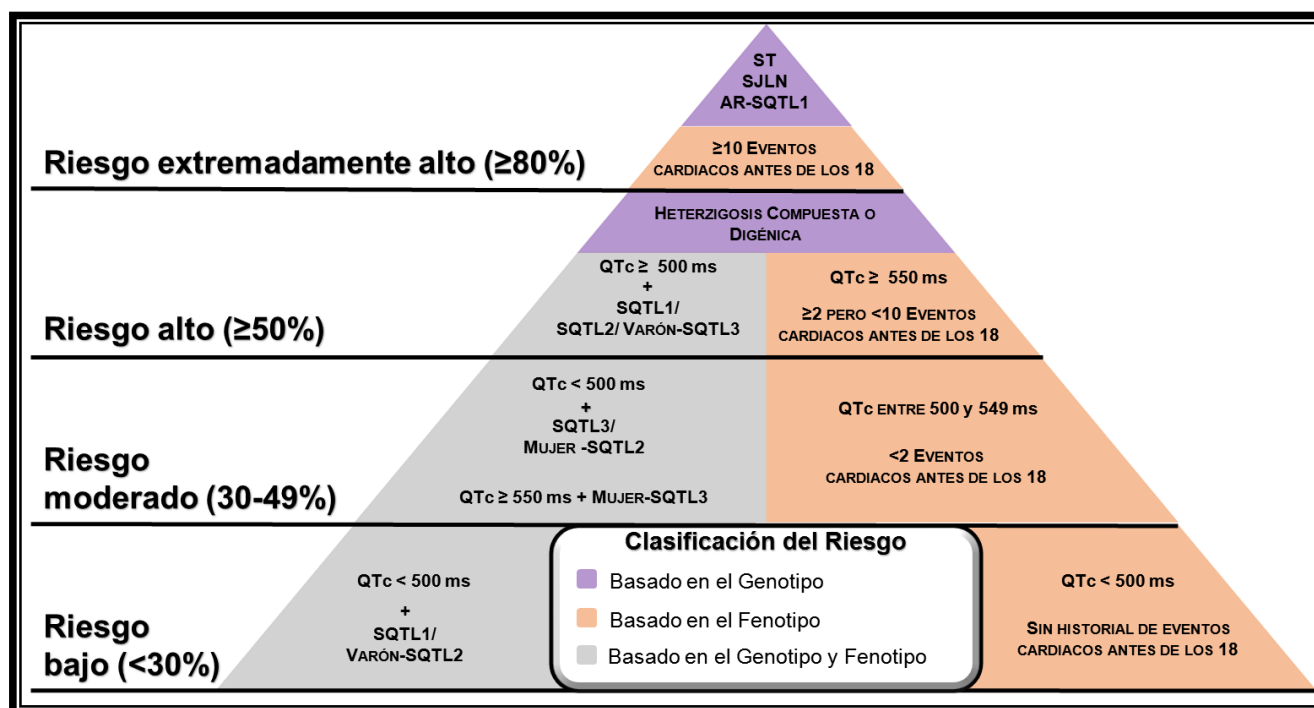 ST
SJLN
AR-SQTL1
Riesgo extremadamente alto (≥80%)
≥10 EVENTOS
CARDIACOS ANTES DE LOS 18
HETERZIGOSIS COMPUESTA O
DIGÉNICA
Riesgo alto (≥50%)
QTC ≥ 500 ms
+
SQTL1/
SQTL2/ VARÓN-SQTL3
QTC ≥ 550 ms
≥2 PERO <10 EVENTOS
CARDIACOS ANTES DE LOS 18
Riesgo
moderado (30-49%)
QTC < 500 ms
+
SQTL3/
MUJER -SQTL2
QTC ≥ 550 ms + MUJER-SQTL3
QTC ENTRE 500 y 549 ms
<2 EVENTOS
CARDIACOS ANTES DE LOS 18
Riesgo
bajo (<30%)
QTC < 500 ms
+
SQTL1/
VARÓN-SQTL2
Clasificación del Riesgo
Basado en el Genotipo
Basado en el Fenotipo
Basado en el Genotipo y Fenotipo
QTC < 500 ms
SIN HISTORIAL DE EVENTOS
CARDIACOS ANTES DE LOS 18